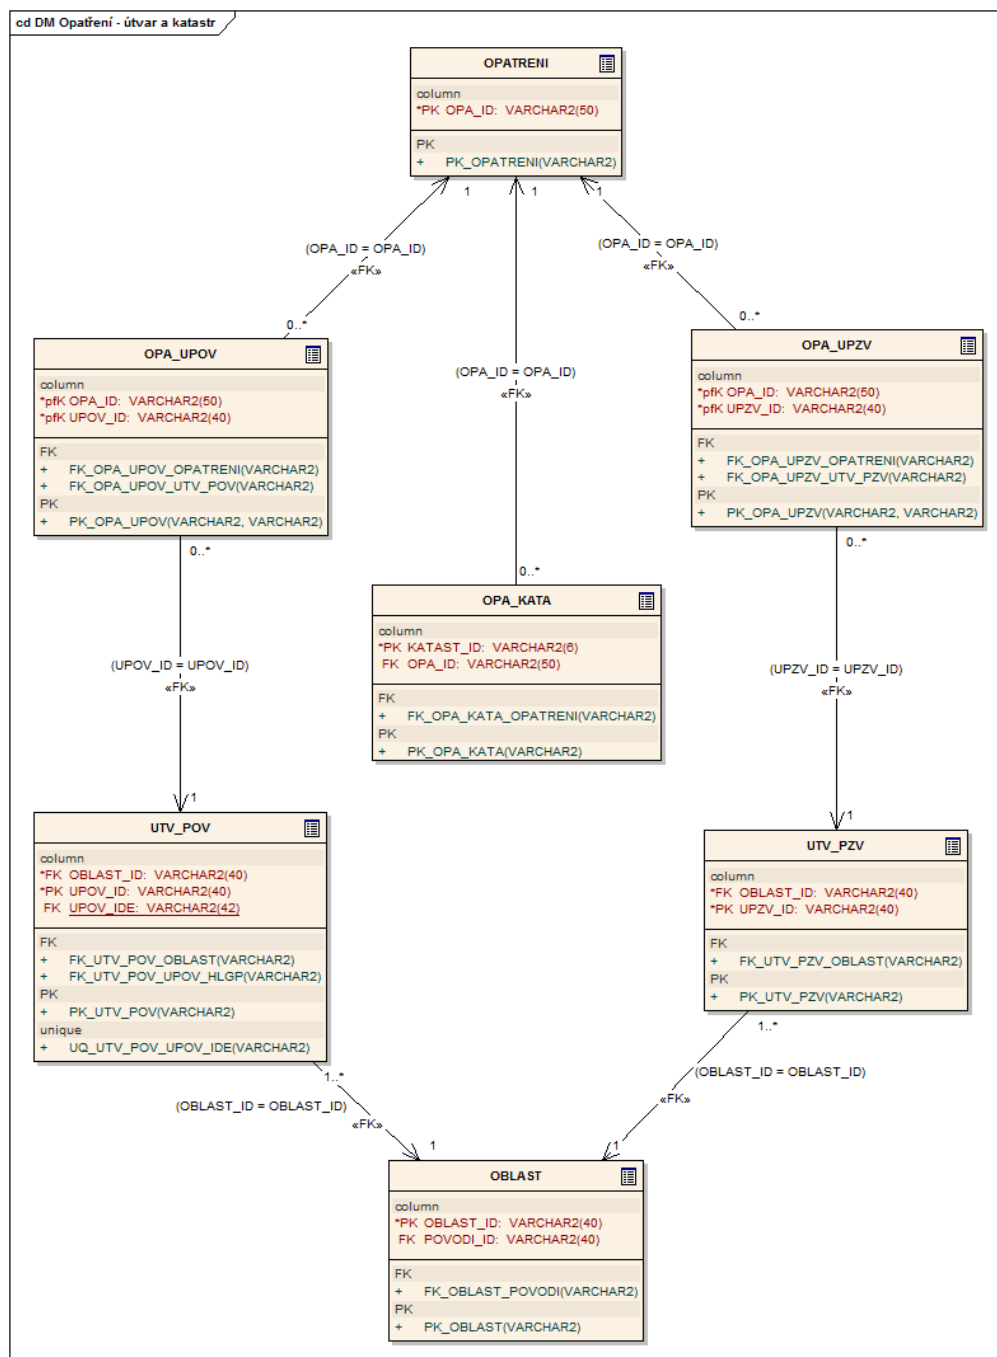 cd DM Opatření - útvar a katastr
OPATRENI
column
*PK OPA_ID: VARCHAR2(50)
PK
+ PK_OPATRENI(VARCHAR2)
1
1
1
(OPA_ID = OPA_ID)
«FK»
(OPA_ID = OPA_ID)
«FK»
0..*
0..*
(OPA_ID = OPA_ID)
«FK»
OPA_UPOV
column
*pfK OPA_ID: VARCHAR2(50)
*pfK UPOV_ID: VARCHAR2(40)
FK
+ FK_OPA_UPOV_OPATRENI(VARCHAR2)
+ FK_OPA_UPOV_UTV_POV(VARCHAR2)
PK
+ PK_OPA_UPOV(VARCHAR2, VARCHAR2)
0..*
OPA_UPZV
column
*pfK OPA_ID: VARCHAR2(50)
*pfK UPZV_ID: VARCHAR2(40)
FK
+ FK_OPA_UPZV_OPATRENI(VARCHAR2)
+ FK_OPA_UPZV_UTV_PZV(VARCHAR2)
PK
+ PK_OPA_UPZV(VARCHAR2, VARCHAR2)
0..*
0..*
OPA_KATA
column
*PK KATAST_ID: VARCHAR2(6)
FK OPA_ID: VARCHAR2(50)
FK
+ FK_OPA_KATA_OPATRENI(VARCHAR2)
PK
+ PK_OPA_KATA(VARCHAR2)
(UPOV_ID = UPOV_ID)
«FK»
(UPZV_ID = UPZV_ID)
«FK»
1
1
UTV_POV
column
*FK OBLAST_ID: VARCHAR2(40)
*PK UPOV_ID: VARCHAR2(40)
FK UPOV_IDE: VARCHAR2(42)
FK
+ FK_UTV_POV_OBLAST(VARCHAR2)
+ FK_UTV_POV_UPOV_HLGP(VARCHAR2)
PK
+ PK_UTV_POV(VARCHAR2)
unique
+ UQ_UTV_POV_UPOV_IDE(VARCHAR2)
1..*
UTV_PZV
column
*FK OBLAST_ID: VARCHAR2(40)
*PK UPZV_ID: VARCHAR2(40)
FK
+ FK_UTV_PZV_OBLAST(VARCHAR2)
PK
+ PK_UTV_PZV(VARCHAR2)
1..*
(OBLAST_ID = OBLAST_ID)
«FK»
(OBLAST_ID = OBLAST_ID)
«FK»
1
1
OBLAST
column
*PK OBLAST_ID: VARCHAR2(40)
FK POVODI_ID: VARCHAR2(40)
FK
+ FK_OBLAST_POVODI(VARCHAR2)
PK
+ PK_OBLAST(VARCHAR2)